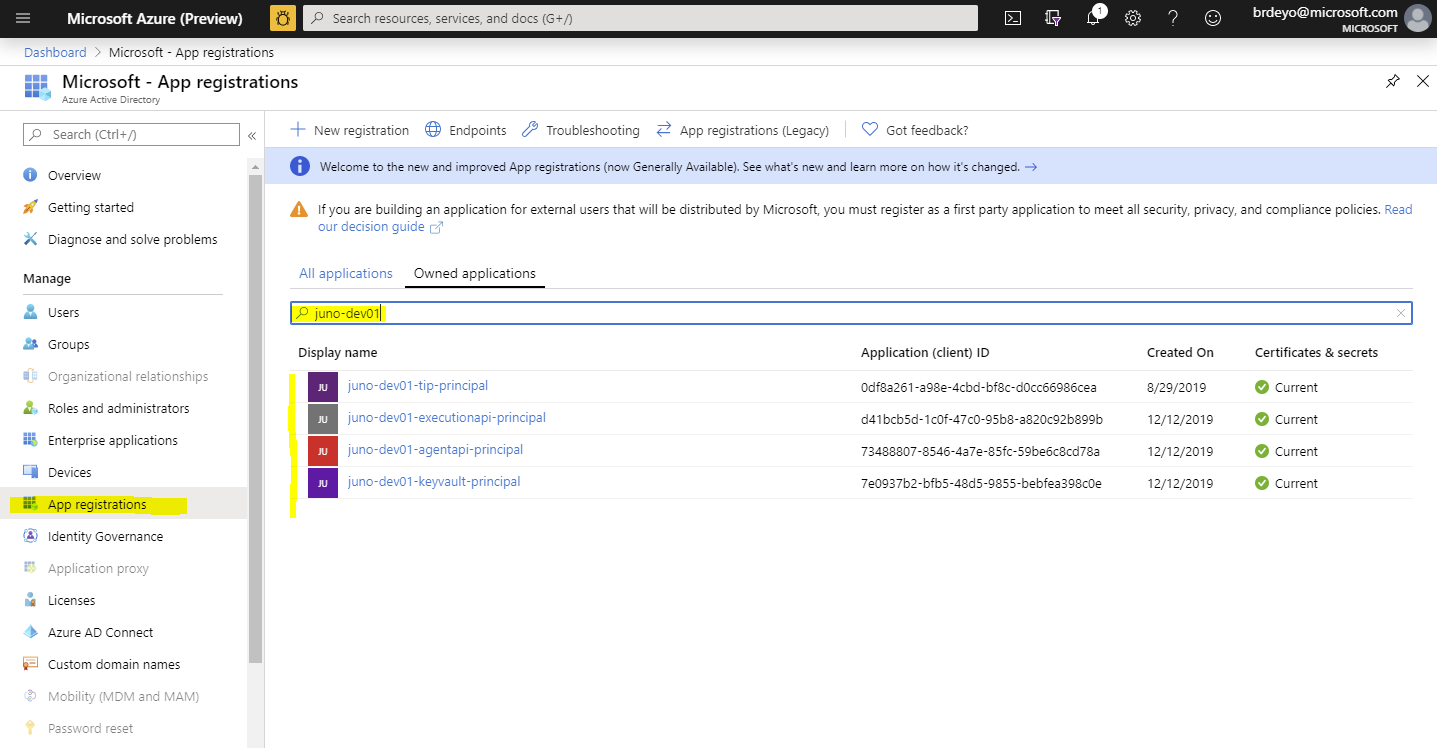 Microsoft Azure (Preview)
Search resources, services, and docs (G+/)
1
brdeyo@microsoft.com
MICROSOFT
Dashboard > Microsoft - App registrations
Microsoft - App registrations
Azure Active Directory
Search (Ctrl+/)
«
Overview
Getting started
Diagnose and solve problems
Manage
Users
Groups
Organizational relationships
Roles and administrators
Enterprise applications
Devices
App registrations
Identity Governance
Application proxy
Licenses
Azure AD Connect
Custom domain names
Mobility (MDM and MAM)
Password reset
New registration Endpoints Troubleshooting App registrations (Legacy) Got feedback?
Welcome to the new and improved App registrations (now Generally Available). See what's new and learn more on how it's changed. →
If you are building an application for external users that will be distributed by Microsoft, you must register as a first party application to meet all security, privacy, and compliance policies. Read
our decision guide
All applications Owned applications
juno-dev01
Display name Application (client) ID Created On Certificates & secrets
JU juno-dev01-tip-principal 0df8a261-a98e-4cbd-bf8c-d0cc66986cea 8/29/2019 Current
JU juno-dev01-executionapi-principal d41bcb5d-1c0f-47c0-95b8-a820c92b899b 12/12/2019 Current
JU juno-dev01-agentapi-principal 73488807-8546-4a7e-85fc-59be6c8cd78a 12/12/2019 Current
JU juno-dev01-keyvault-principal 7e0937b2-bfb5-48d5-9855-bebfea398c0e 12/12/2019 Current